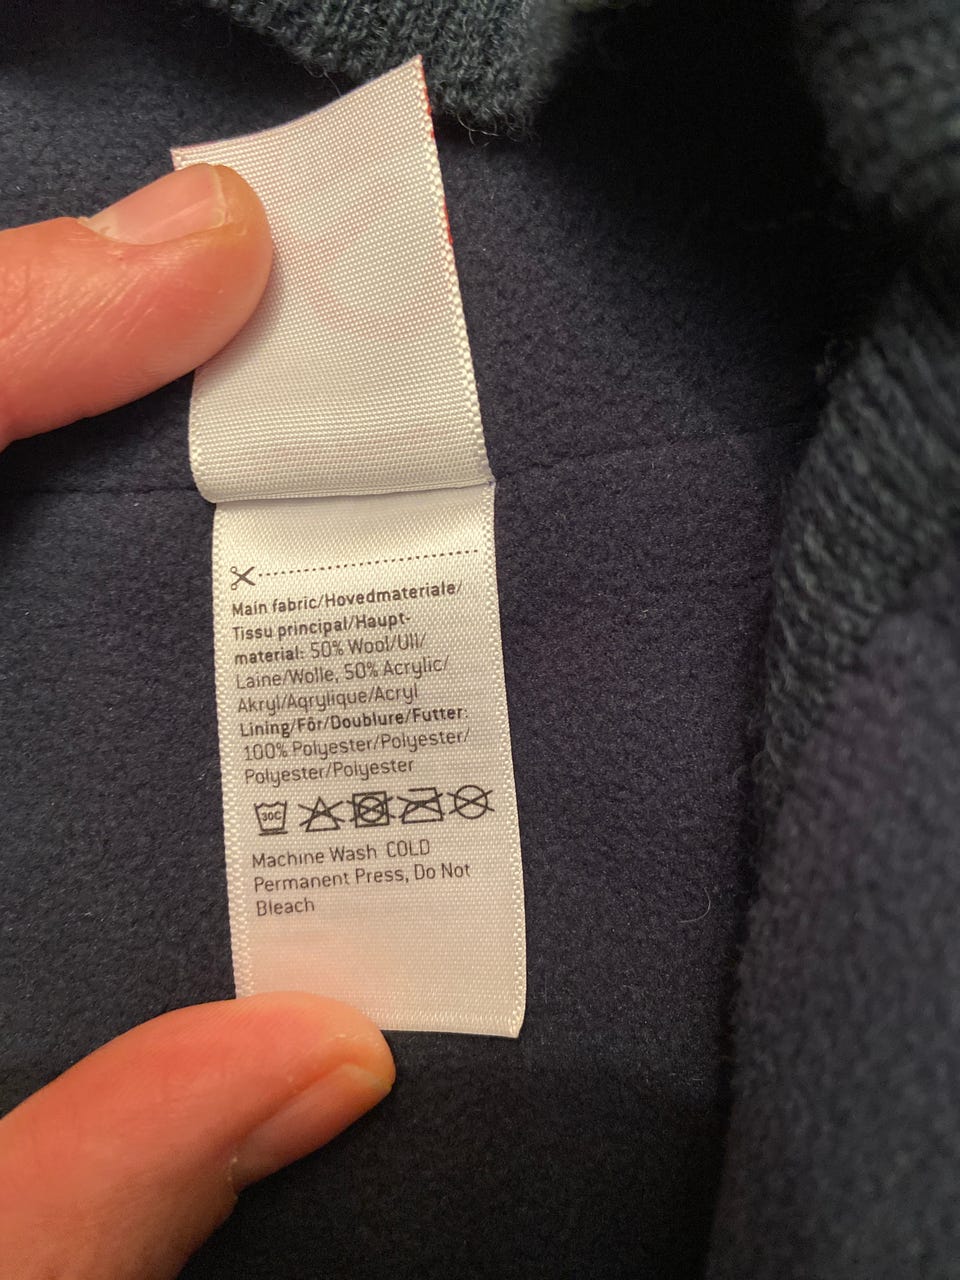 Main fabric/Hovedmateriale/
Tissu principal/Haupt-
material: 50% Wool/Ull/
Laine/Wolle, 50% Acrylic/
Akryl/Aqrylique/Acryl
Lining/Fôr/Doublure/Futter:
100% Polyester/Polyester/
Polyester/Polyester
30C
Machine Wash COLD
Permanent Press, Do Not
Bleach